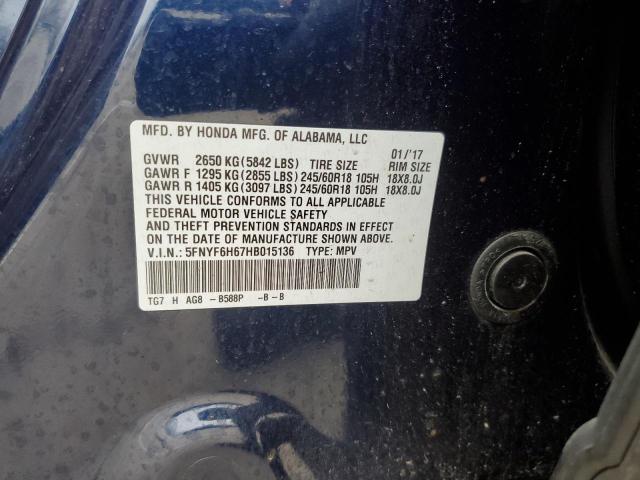 MFD. BY HONDA MFG. OF ALABAMA, LLC 01/'17
GVWR 2650 KG (5842 LBS) TIRE SIZE RIM SIZE
GAWR F 1295 KG (2855 LBS) 245/60R18 105H 18X8.0J
GAWR R 1405 KG (3097 LBS) 245/60R18 105H 18X8.0J
THIS VEHICLE CONFORMS TO ALL APPLICABLE
FEDERAL MOTOR VEHICLE SAFETY
AND THEFT PREVENTION STANDARDS IN EFFECT
ON THE DATE OF MANUFACTURE SHOWN ABOVE.
V.I.N.: 5FNYF6H67HB015136 TYPE: MPV
TG7 H AG8 - B588P -B-B